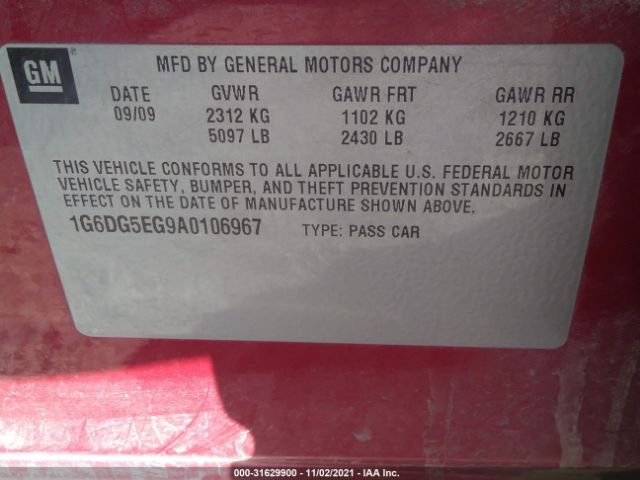 GM ®
MFD BY GENERAL MOTORS COMPANY
DATE GVWR GAWR FRT GAWR RR
09/09 2312 KG 1102 KG 1210 KG
5097 LB 2430 LB 2667 LB
THIS VEHICLE CONFORMS TO ALL APPLICABLE U.S. FEDERAL MOTOR
VEHICLE SAFETY, BUMPER, AND THEFT PREVENTION STANDARDS IN
EFFECT ON THE DATE OF MANUFACTURE SHOWN ABOVE.
1G6DG5EG9A0106967 TYPE: PASS CAR
000-31629900 - 11/02/2021 - IAA Inc.